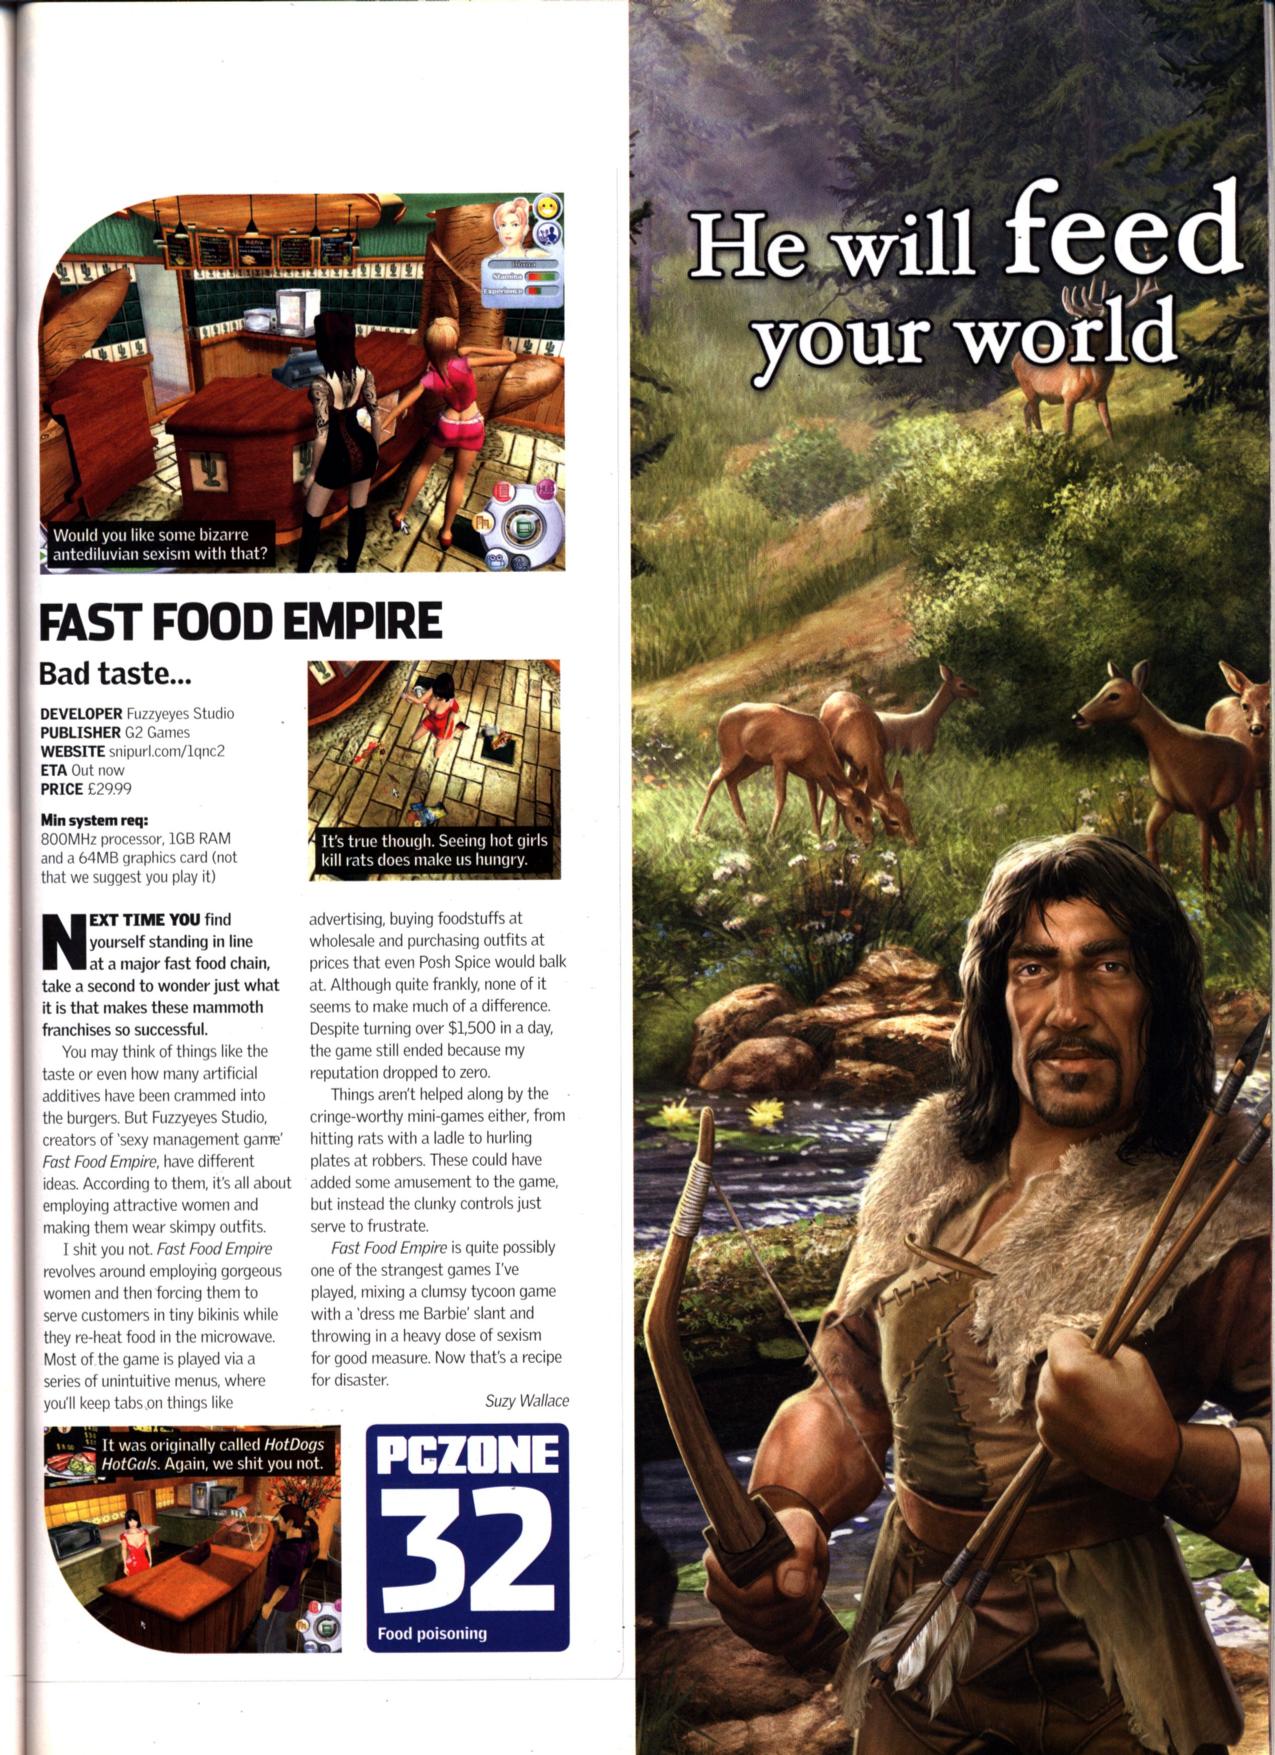 Would you like some bizarre
antediluvian sexism with that?
FAST FOOD EMPIRE
Bad taste...
DEVELOPER Fuzzyeyes Studio
PUBLISHER G2 Games
WEBSITE snipurl.com/1qnc2
ETA Out now
PRICE £29.99
Min system req:
800MHz processor, 1GB RAM
and a 64MB graphics card (not
that we suggest you play it)
It's true though. Seeing hot girls
kill rats does make us hungry.
NEXT TIME YOU find
yourself standing in line
at a major fast food chain,
take a second to wonder just what
it is that makes these mammoth
franchises so successful.
You may think of things like the
taste or even how many artificial
additives have been crammed into
the burgers. But Fuzzyeyes Studio,
creators of 'sexy management game'
Fast Food Empire, have different
ideas. According to them, it's all about
employing attractive women and
making them wear skimpy outfits.
I shit you not. Fast Food Empire
revolves around employing gorgeous
women and then forcing them to
serve customers in tiny bikinis while
they re-heat food in the microwave.
Most of the game is played via a
series of unintuitive menus, where
you'll keep tabs on things like
advertising, buying foodstuffs at
wholesale and purchasing outfits at
prices that even Posh Spice would balk
at. Although quite frankly, none of it
seems to make much of a difference.
Despite turning over $1,500 in a day,
the game still ended because my
reputation dropped to zero.
Things aren't helped along by the
cringe-worthy mini-games either, from
hitting rats with a ladle to hurling
plates at robbers. These could have
added some amusement to the game,
but instead the clunky controls just
serve to frustrate.
Fast Food Empire is quite possibly
one of the strangest games I've
played, mixing a clumsy tycoon game
with a 'dress me Barbie' slant and
throwing in a heavy dose of sexism
for good measure. Now that's a recipe
for disaster.
Suzy Wallace
It was originally called HotDogs
HotGals. Again, we shit you not.
PCZONE
32
Food poisoning
He will feed
your world
Stamina
Experience